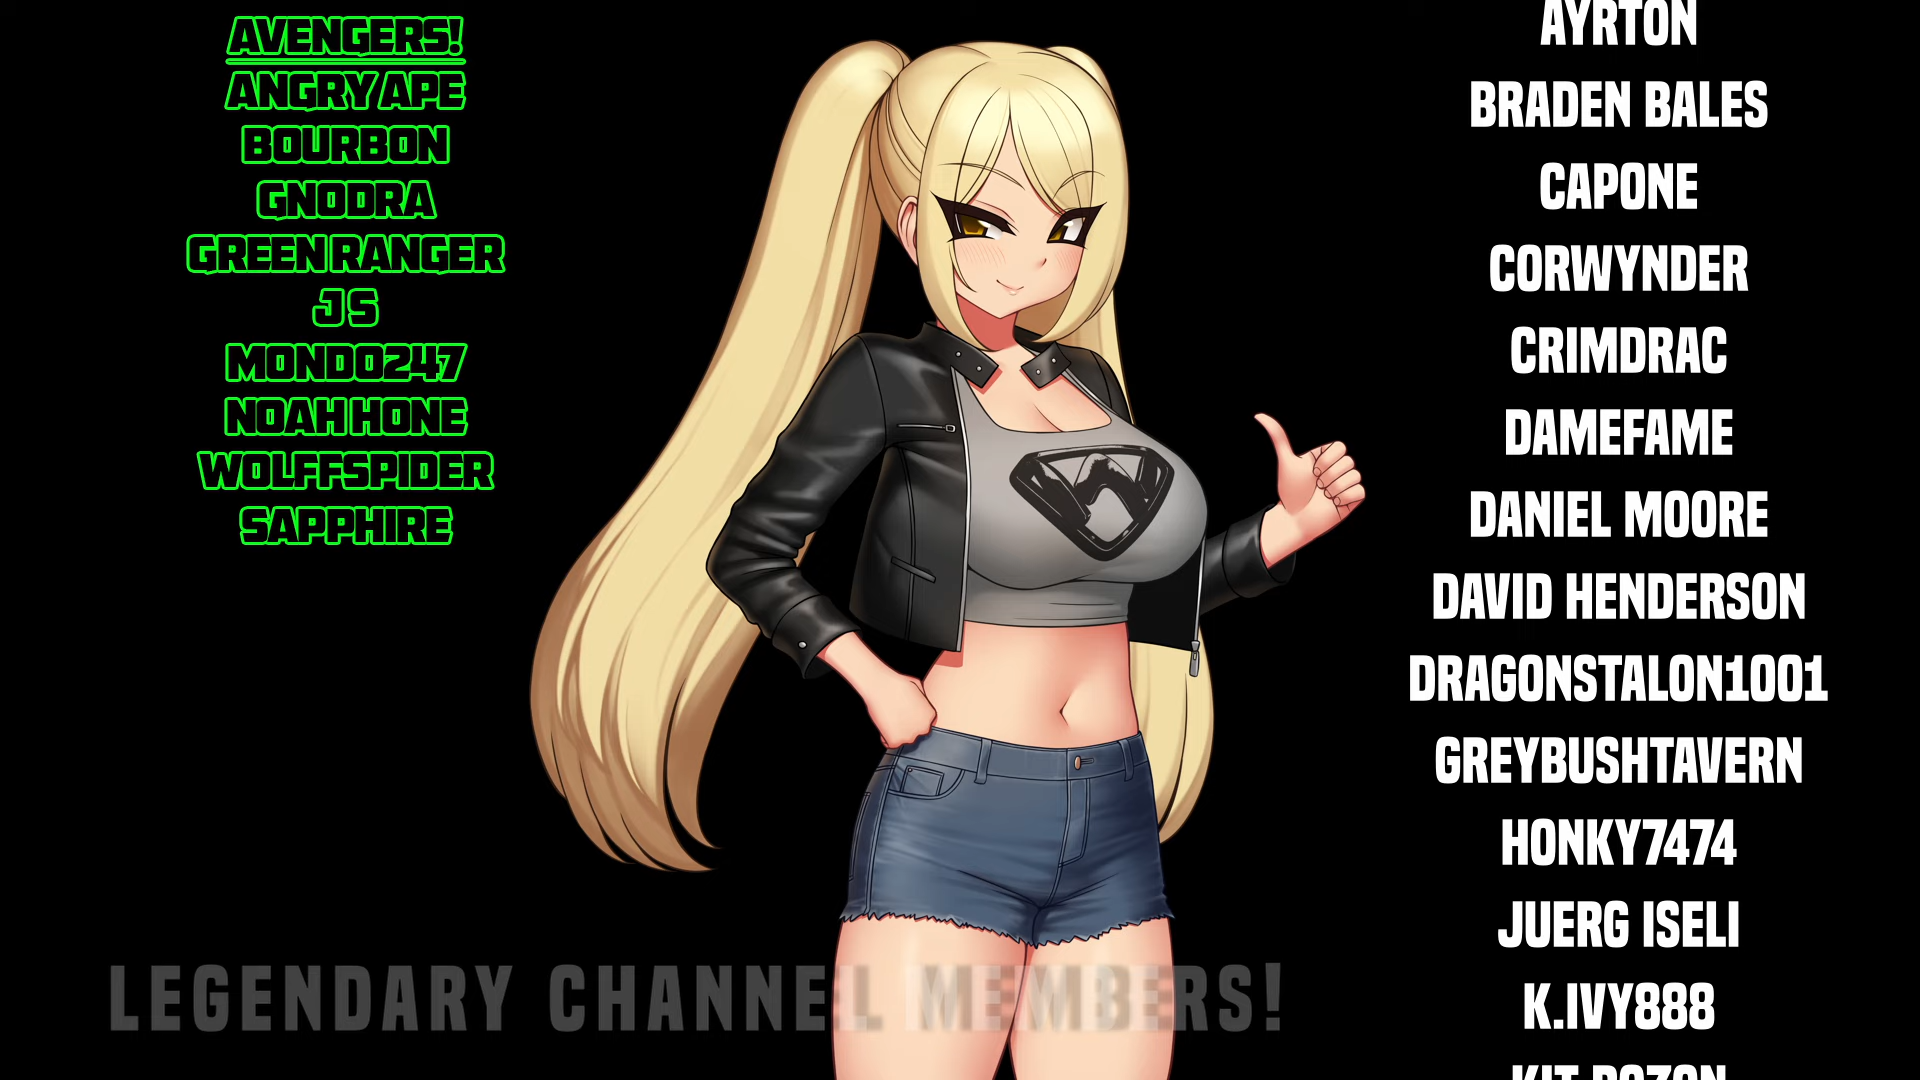 AVENGERS!
ANGRY APE
BOURBON
GNODRA
GREEN RANGER
J S
MONDO247
NOAH HONE
WOLFFSPIDER
SAPPHIRE
AYRTON
BRADEN BALES
CAPONE
CORWYNDER
CRIMDRAC
DAMEFAME
DANIEL MOORE
DAVID HENDERSON
DRAGONSTALON1001
GREYBUSHTAVERN
HONKY7474
JUERG ISELI
K.IVY888
LEGENDARY CHANNEL MEMBERS!